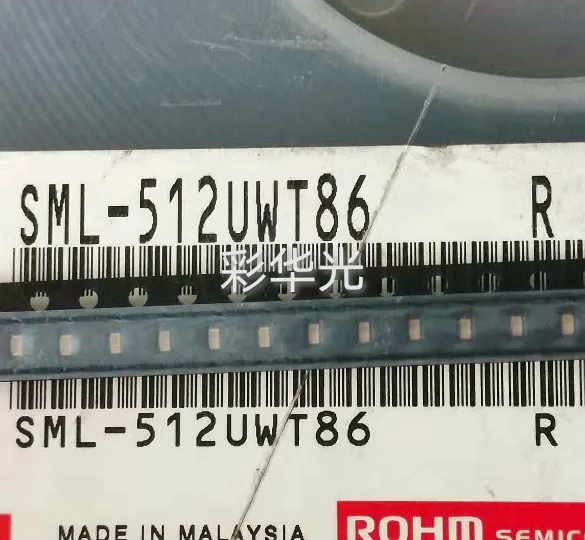 SML-512UWT86 R
彩华光
SML-512UWT86 R
MADE IN MALAYSIA ROHM SEMIC